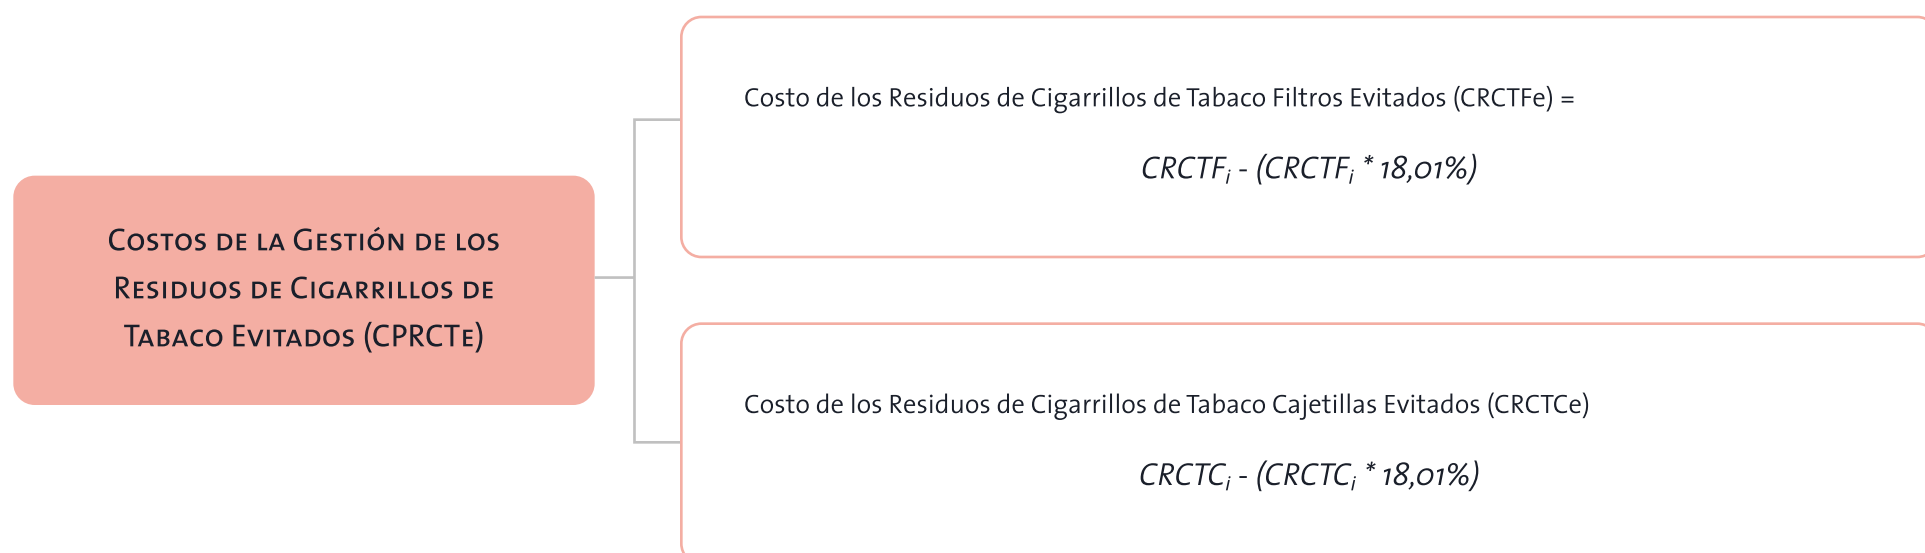 Costos de la Gestión de los
Residuos de Cigarrillos de
Tabaco Evitados (CPRCTe)
Costo de los Residuos de Cigarrillos de Tabaco Filtros Evitados (CRCTFe) =
CRCTFᵢ - (CRCTFᵢ * 18,01%)
Costo de los Residuos de Cigarrillos de Tabaco Cajetillas Evitados (CRCTCe)
CRCTCᵢ - (CRCTCᵢ * 18,01%)